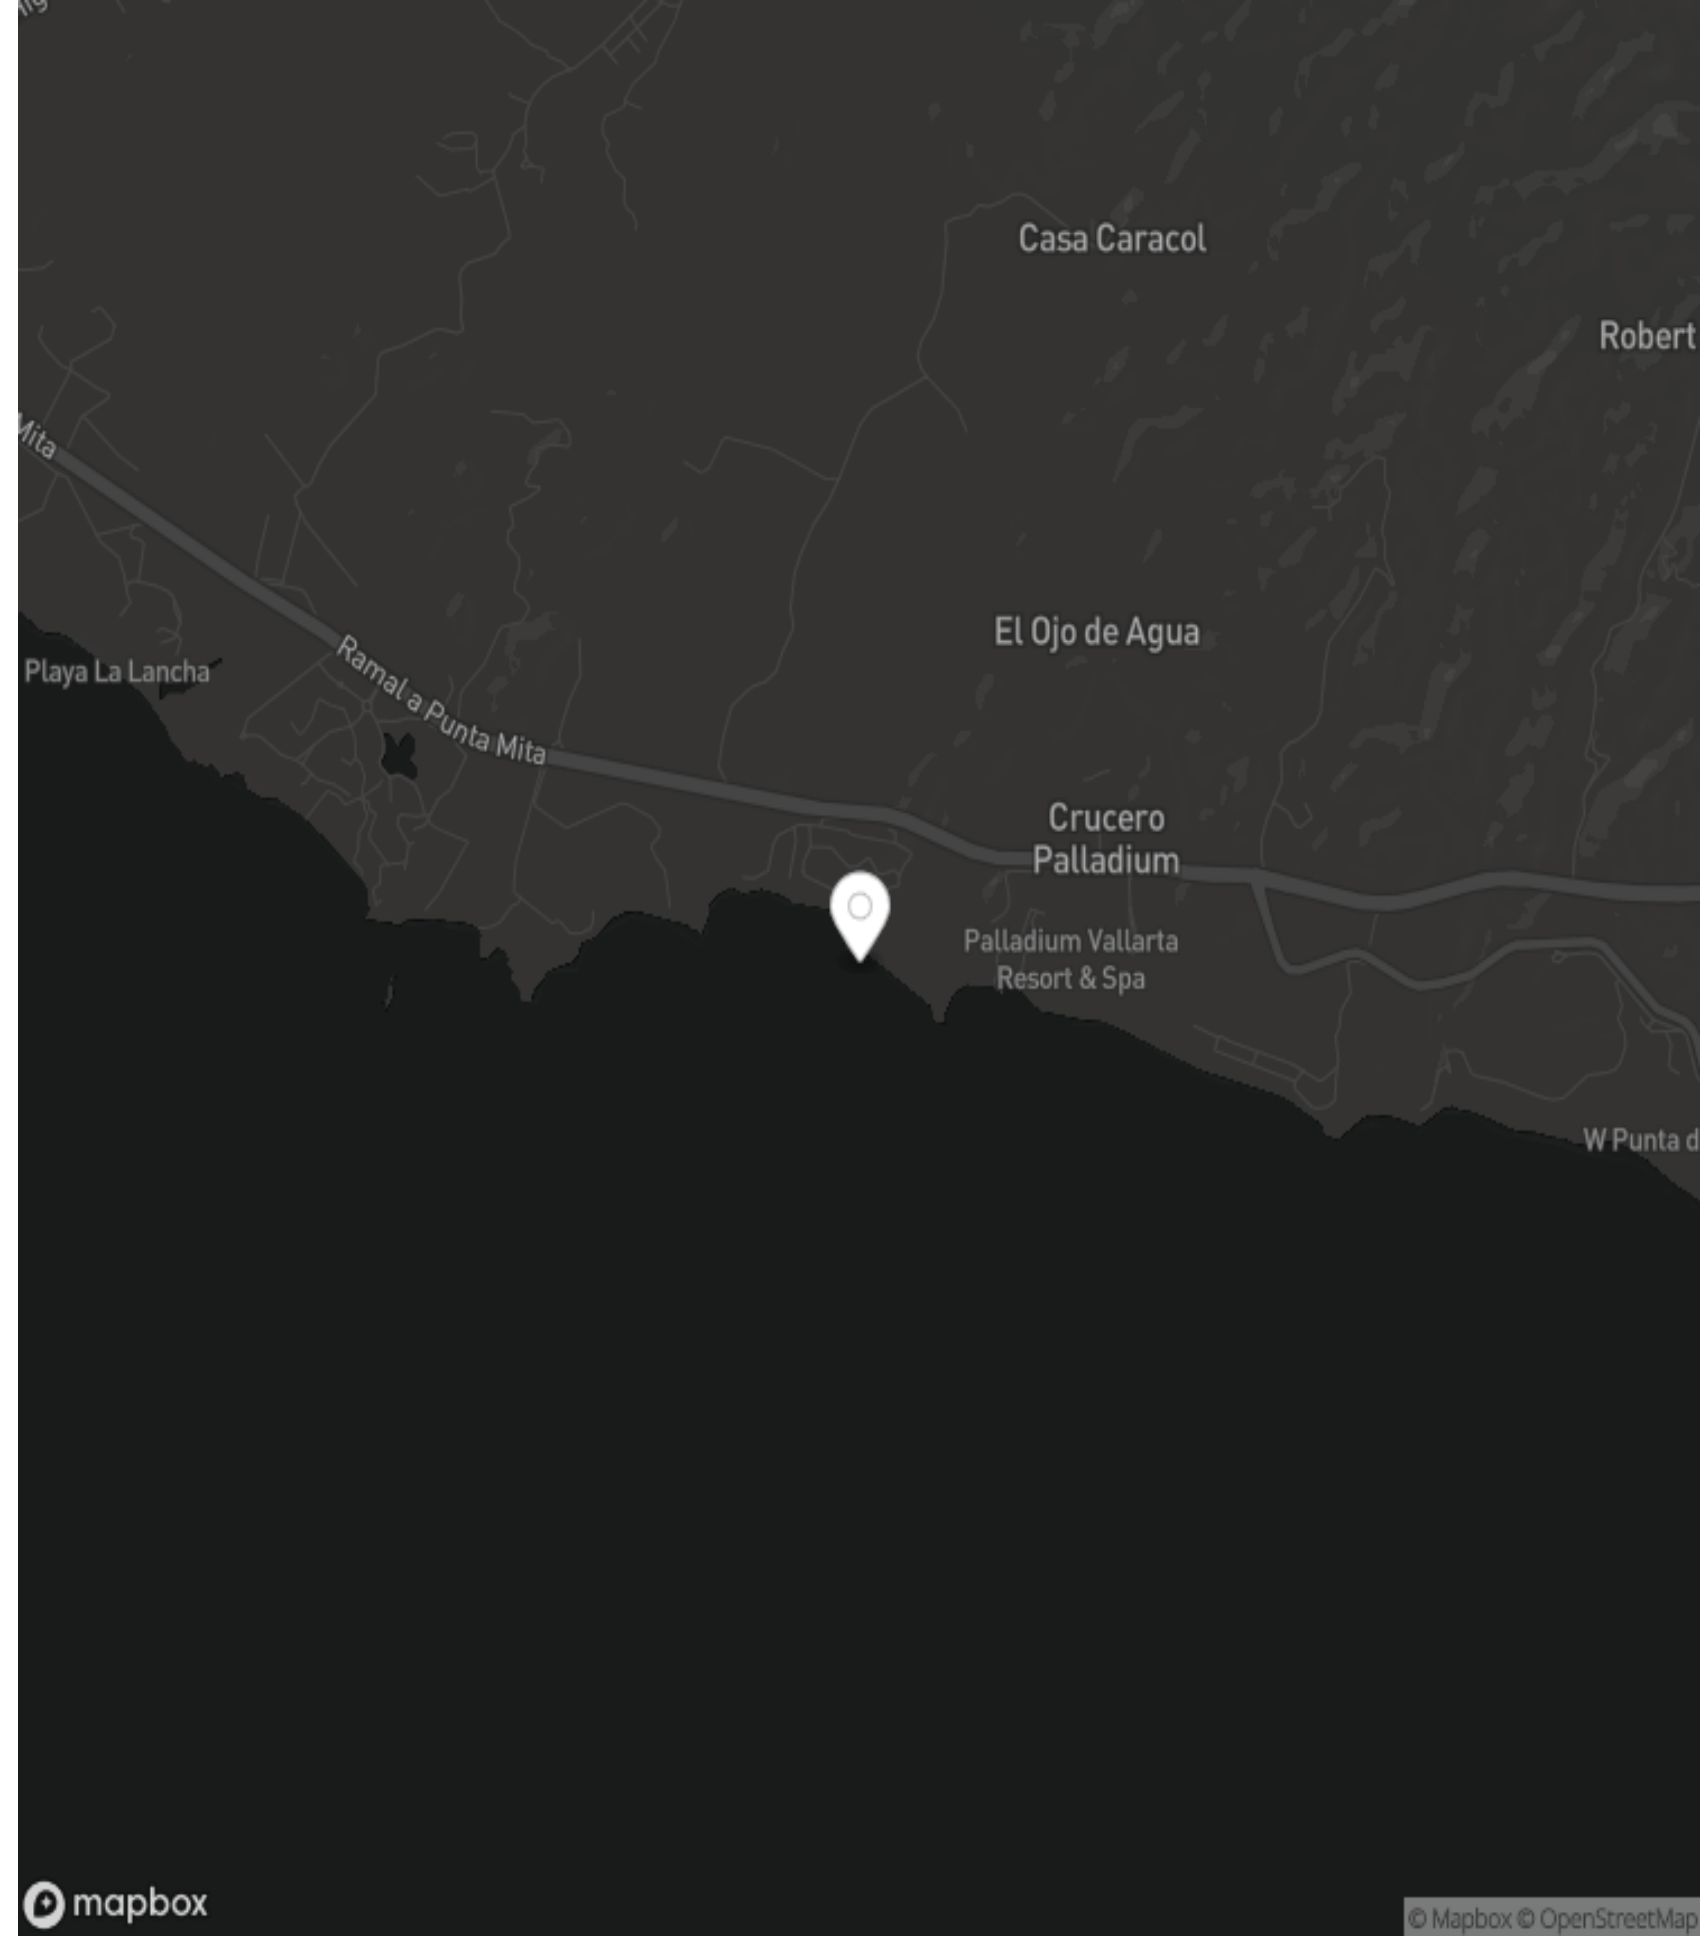 Casa Caracol
Robert
Mita
El Ojo de Agua
Playa La Lancha
Ramal a Punta Mita
Crucero
Palladium
Palladium Vallarta
Resort & Spa
W Punta d
mapbox
© Mapbox © OpenStreetMap